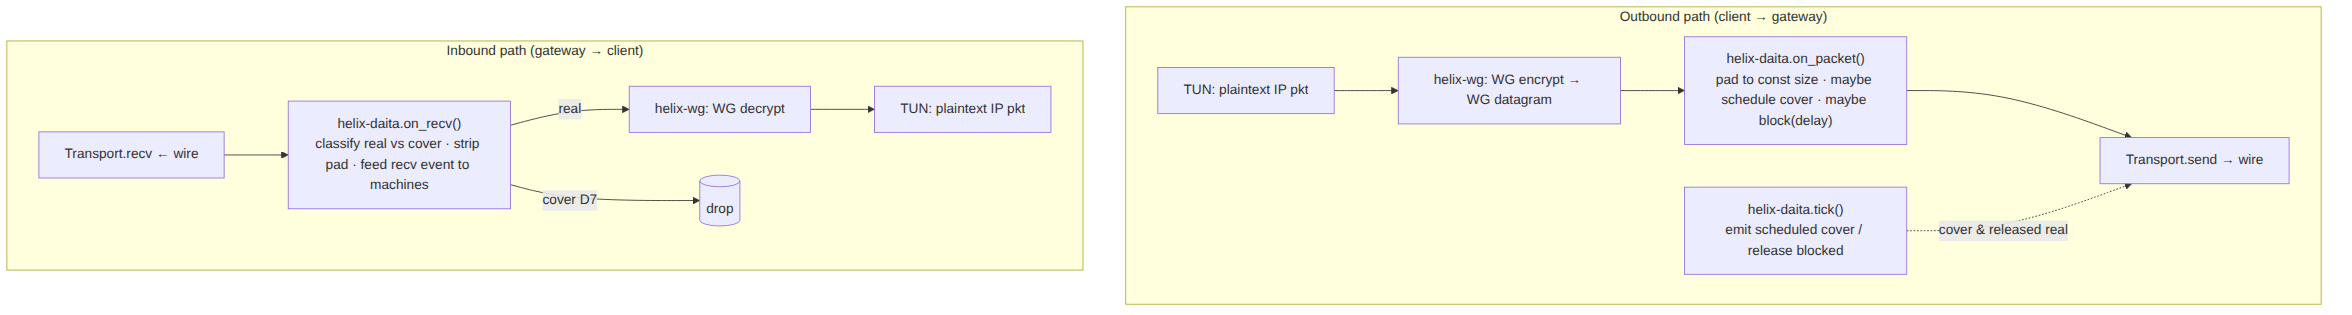 Inbound path (gateway → client)
Transport.recv ← wire
helix-daita.on_recv()
classify real vs cover · strip
pad · feed recv event to
machines
real
cover D7
helix-wg: WG decrypt
drop
TUN: plaintext IP pkt
Outbound path (client → gateway)
TUN: plaintext IP pkt
helix-wg: WG encrypt →
WG datagram
helix-daita.on_packet()
pad to const size · maybe
schedule cover · maybe
block(delay)
helix-daita.tick()
emit scheduled cover /
release blocked
cover & released real
Transport.send → wire